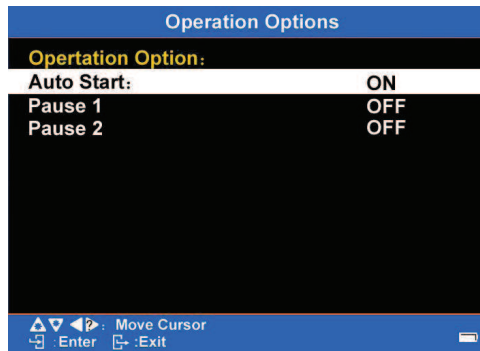 Operation Options
Opertation Option：
Auto Start： ON
Pause 1 OFF
Pause 2 OFF
?： Move Cursor
:Enter :Exit